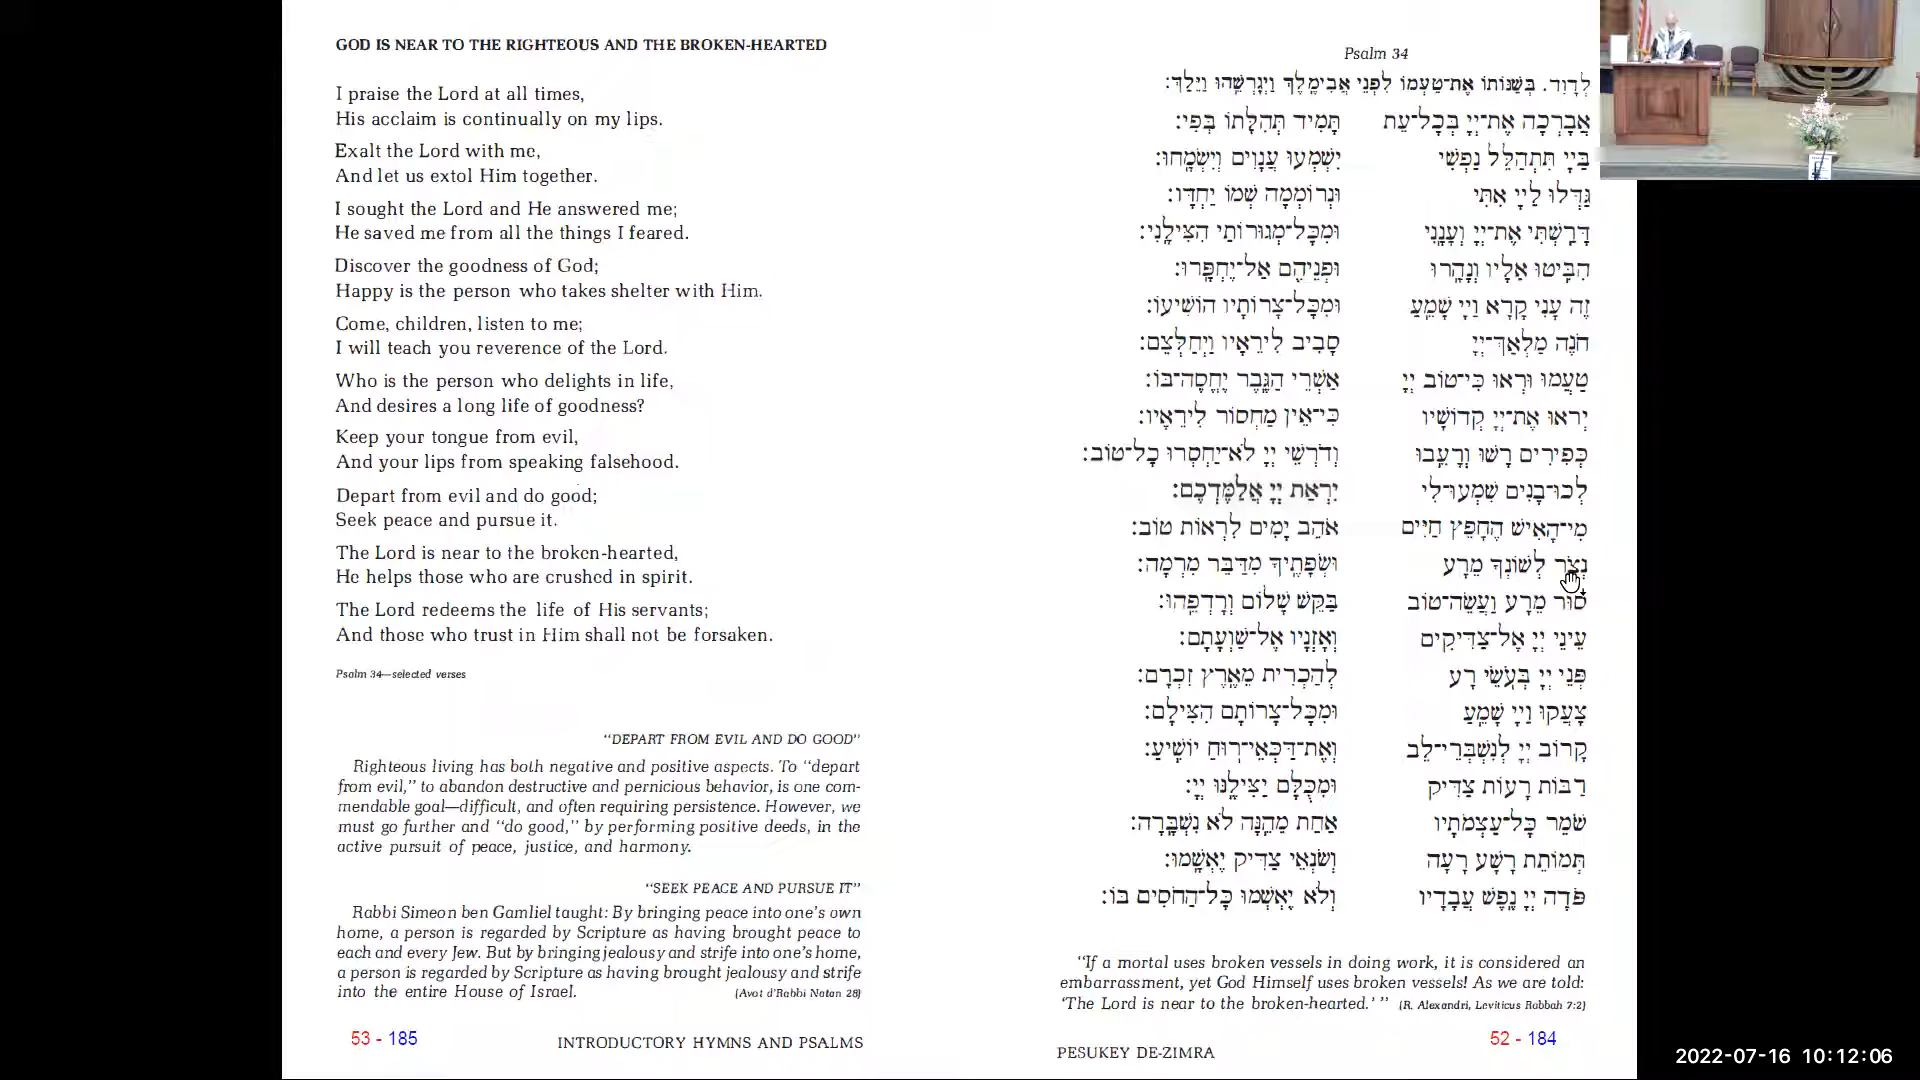 GOD IS NEAR TO THE RIGHTEOUS AND THE BROKEN-HEARTED
I praise the Lord at all times,
His acclaim is continually on my lips.
Exalt the Lord with me,
And let us extol Him together.
I sought the Lord and He answered me;
He saved me from all the things I feared.
Discover the goodness of God;
Happy is the person who takes shelter with Him.
Come, children, listen to me;
I will teach you reverence of the Lord.
Who is the person who delights in life,
And desires a long life of goodness?
Keep your tongue from evil,
And your lips from speaking falsehood.
Depart from evil and do good;
Seek peace and pursue it.
The Lord is near to the broken-hearted,
He helps those who are crushed in spirit.
The Lord redeems the life of His servants;
And those who trust in Him shall not be forsaken.
Psalm 34—selected verses
“DEPART FROM EVIL AND DO GOOD”
Righteous living has both negative and positive aspects. To “depart
from evil,” to abandon destructive and pernicious behavior, is one com-
mendable goal—difficult, and often requiring persistence. However, we
must go further and “do good,” by performing positive deeds, in the
active pursuit of peace, justice, and harmony.
“SEEK PEACE AND PURSUE IT”
Rabbi Simeon ben Gamliel taught: By bringing peace into one’s own
home, a person is regarded by Scripture as having brought peace to
each and every Jew. But by bringing jealousy and strife into one’s home,
a person is regarded by Scripture as having brought jealousy and strife
into the entire House of Israel. (Avot d’Rabbi Natan 28)
53 - 185 INTRODUCTORY HYMNS AND PSALMS
Psalm 34
לְדָוִד. בְּשַׁנּוֹתוֹ אֶת־טַעְמוֹ לִפְנֵי אֲבִימֶלֶךְ וַיְגָרְשֵׁהוּ וַיֵּלַךְ:
אֲבָרְכָה אֶת־יְיָ בְּכָל־עֵת תָּמִיד תְּהִלָּתוֹ בְּפִי:
בַּיְיָ תִּתְהַלֵּל נַפְשִׁי יִשְׁמְעוּ עֲנָוִים וְיִשְׂמָחוּ:
גַּדְּלוּ לַיְיָ אִתִּי וּנְרוֹמְמָה שְׁמוֹ יַחְדָּו:
דָּרַשְׁתִּי אֶת־יְיָ וְעָנָנִי וּמִכָּל־מְגוּרוֹתַי הִצִּילָנִי:
הִבִּיטוּ אֵלָיו וְנָהָרוּ וּפְנֵיהֶם אַל־יֶחְפָּרוּ:
זֶה עָנִי קָרָא וַיְיָ שָׁמֵעַ וּמִכָּל־צָרוֹתָיו הוֹשִׁיעוֹ:
חֹנֶה מַלְאַךְ־יְיָ סָבִיב לִירֵאָיו וַיְחַלְּצֵם:
טַעֲמוּ וּרְאוּ כִּי־טוֹב יְיָ אַשְׁרֵי הַגֶּבֶר יֶחֱסֶה־בּוֹ:
יְראוּ אֶת־יְיָ קְדוֹשָׁיו כִּי־אֵין מַחְסוֹר לִירֵאָיו:
כְּפִירִים רָשׁוּ וְרָעֵבוּ וְדֹרְשֵׁי יְיָ לֹא־יַחְסְרוּ כָל־טוֹב:
לְכוּ־בָנִים שִׁמְעוּ־לִי יִרְאַת יְיָ אֲלַמֶּדְכֶם:
מִי־הָאִישׁ הֶחָפֵץ חַיִּים אֹהֵב יָמִים לִרְאוֹת טוֹב:
נְצֹר לְשׁוֹנְךָ מֵרָע וּשְׂפָתֶיךָ מִדַּבֵּר מִרְמָה:
סוּר מֵרָע וַעֲשֵׂה־טוֹב בַּקֵּשׁ שָׁלוֹם וְרָדְפֵהוּ:
עֵינֵי יְיָ אֶל־צַדִּיקִים וְאָזְנָיו אֶל־שַׁוְעָתָם:
פְּנֵי יְיָ בְּעֹשֵׂי רָע לְהַכְרִית מֵאֶרֶץ זִכְרָם:
צָעֲקוּ וַיְיָ שָׁמֵעַ וּמִכָּל־צָרוֹתָם הִצִּילָם:
קָרוֹב יְיָ לְנִשְׁבְּרֵי־לֵב וְאֶת־דַּכְּאֵי־רוּחַ יוֹשִׁיעַ:
רַבּוֹת רָעוֹת צַדִּיק וּמִכֻּלָּם יַצִּילֶנּוּ יְיָ:
שֹׁמֵר כָּל־עַצְמֹתָיו אַחַת מֵהֵנָּה לֹא נִשְׁבָּרָה:
תְּמוֹתֵת רָשָׁע רָעָה וְשֹׂנְאֵי צַדִּיק יֶאְשָׁמוּ:
פֹּדֶה יְיָ נֶפֶשׁ עֲבָדָיו וְלֹא יֶאְשְׁמוּ כָּל־הַחֹסִים בּוֹ:
“If a mortal uses broken vessels in doing work, it is considered an
embarrassment, yet God Himself uses broken vessels! As we are told:
‘The Lord is near to the broken-hearted.’ ” (R. Alexandri, Leviticus Rabbah 7:2)
52 - 184
PESUKEY DE-ZIMRA
2022-07-16 10:12:06